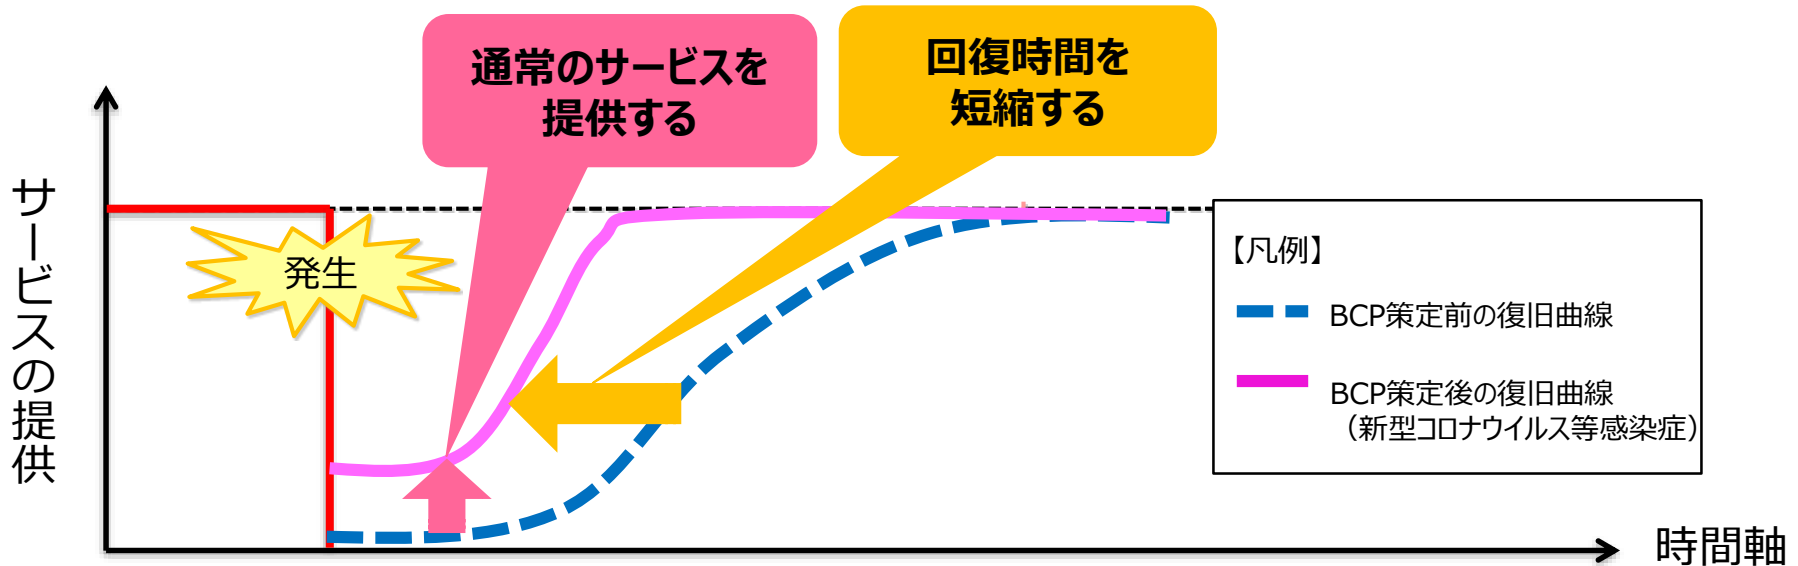 通常のサービスを
提供する
回復時間を
短縮する
サービスの提供
発生
【凡例】
BCP策定前の復旧曲線
BCP策定後の復旧曲線
（新型コロナウイルス等感染症）
時間軸